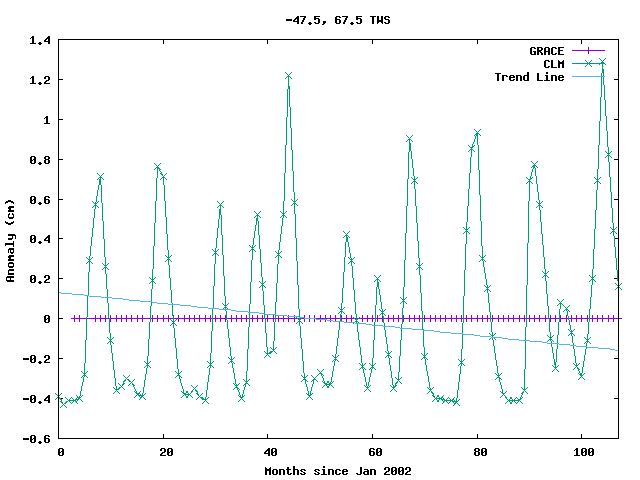 -47.5, 67.5 TWS
GRACE
CLM
Trend Line
Anomaly (cm)
1.4
1.2
1
0.8
0.6
0.4
0.2
0
-0.2
-0.4
-0.6
0 20 40 60 80 100
Months since Jan 2002